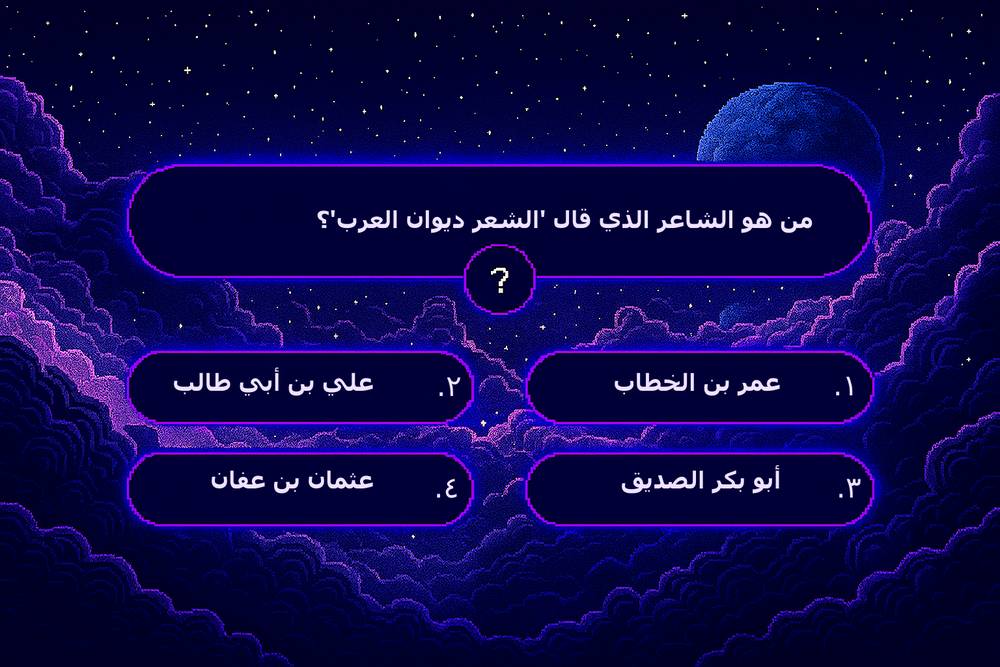 من هو الشاعر الذي قال 'الشعر ديوان العرب'؟
?
١. عمر بن الخطاب
٢. علي بن أبي طالب
٣. أبو بكر الصديق
٤. عثمان بن عفان